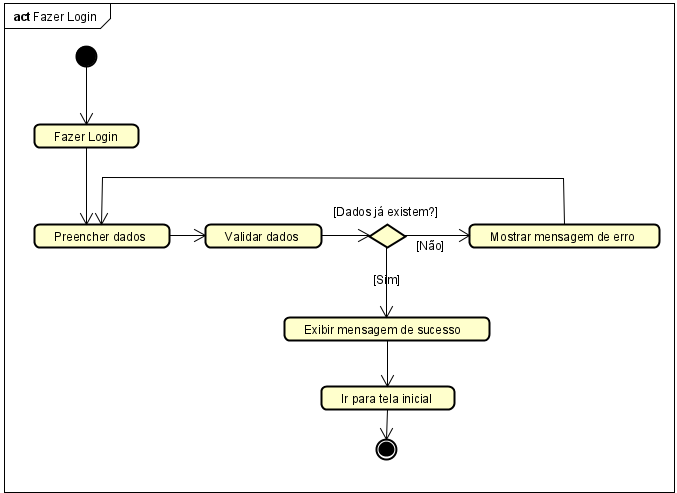 act Fazer Login
Fazer Login
[Dados já existem?]
Preencher dados
Validar dados
[Não]
Mostrar mensagem de erro
[Sim]
Exibir mensagem de sucesso
Ir para tela inicial